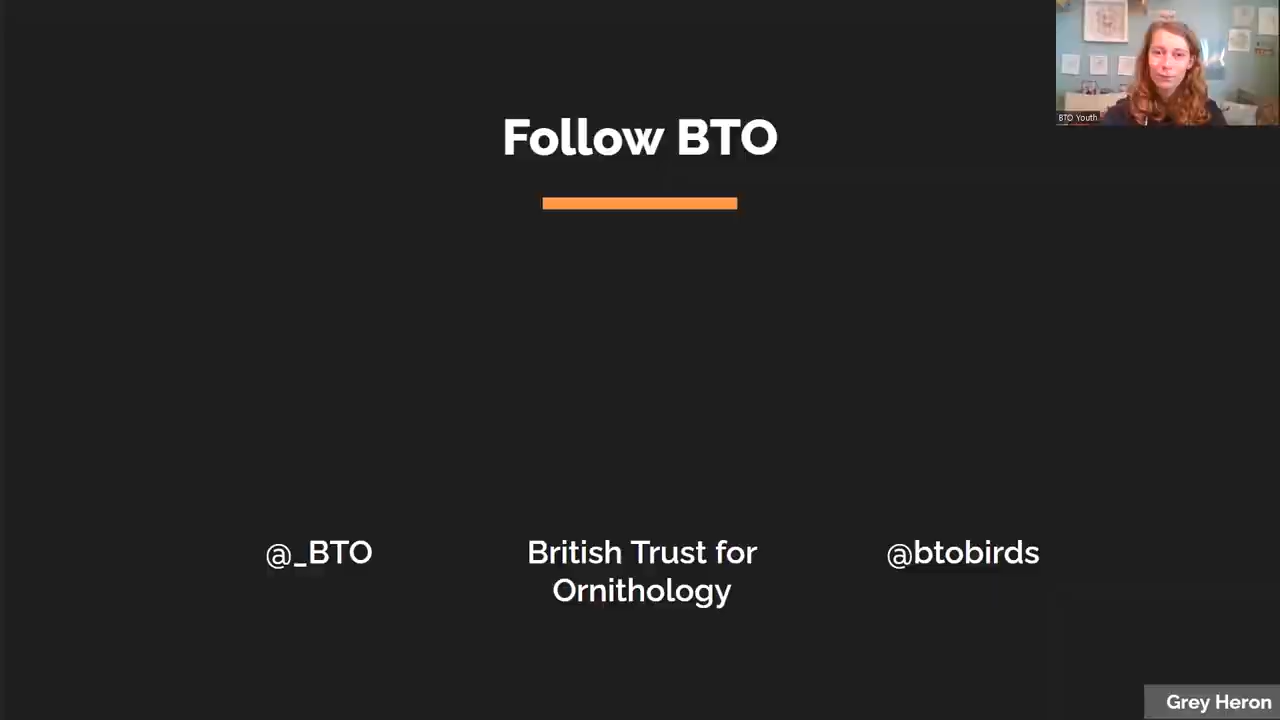 Follow BTO
BTO Youth
@_BTO
British Trust for
Ornithology
@btobirds
Grey Heron